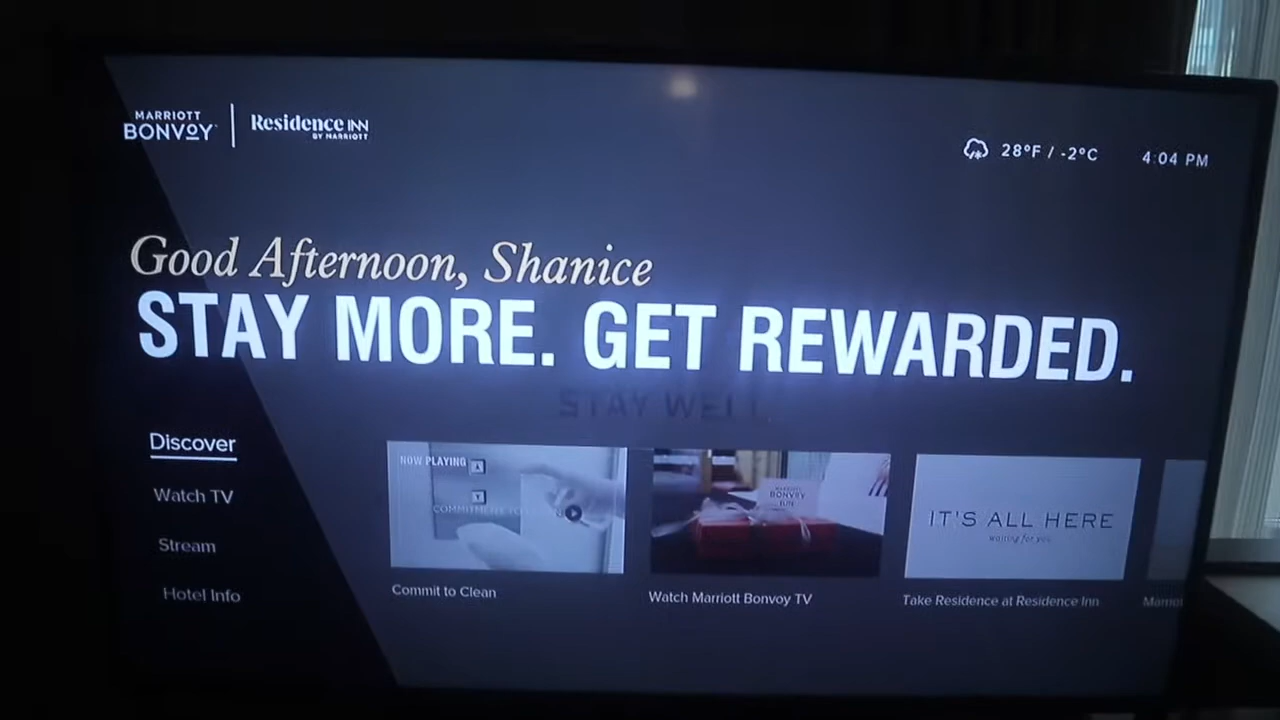 MARRIOTT
BONVOY
Residence INN
BY MARRIOTT
28°F / -2°C 4:04 PM
Good Afternoon, Shanice
STAY MORE. GET REWARDED.
STAY WELL
Discover
Watch TV
Stream
Hotel Info
NOW PLAYING
Commit to Clean
MARRIOTT
BONVOY
Watch Marriott Bonvoy TV
IT'S ALL HERE
waiting for you
Take Residence at Residence Inn